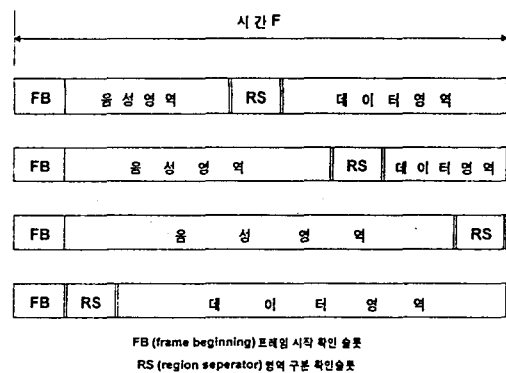 시 간 F
FB 음 성 영 역 RS 데 이 터 영 역
FB 음 성 영 역 RS 데 이 터 영 역
FB 음 성 영 역 RS
FB RS 데 이 터 영 역
FB (frame beginning) 프레임 시작 확인 슬롯
RS (region seperator) 영역 구분 확인슬롯